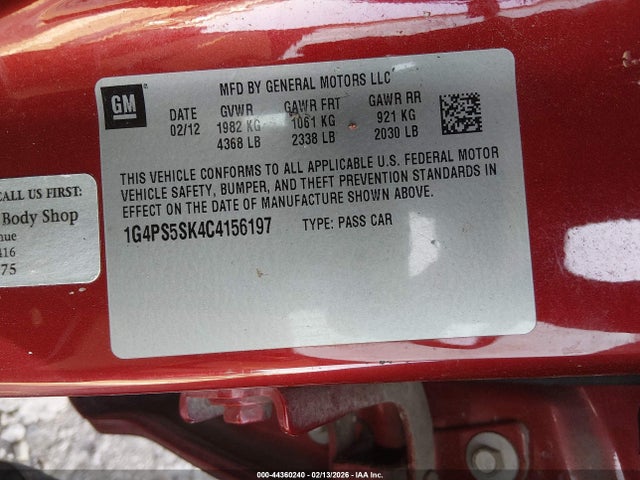 MFD BY GENERAL MOTORS LLC
GM
DATE GVWR GAWR FRT GAWR RR
02/12 1982 KG 1061 KG 921 KG
4368 LB 2338 LB 2030 LB
THIS VEHICLE CONFORMS TO ALL APPLICABLE U.S. FEDERAL MOTOR
VEHICLE SAFETY, BUMPER, AND THEFT PREVENTION STANDARDS IN
EFFECT ON THE DATE OF MANUFACTURE SHOWN ABOVE.
1G4PS5SK4C4156197 TYPE: PASS CAR
CALL US FIRST:
Body Shop
nue
416
75
000-44360240 - 02/13/2026 - IAA Inc.